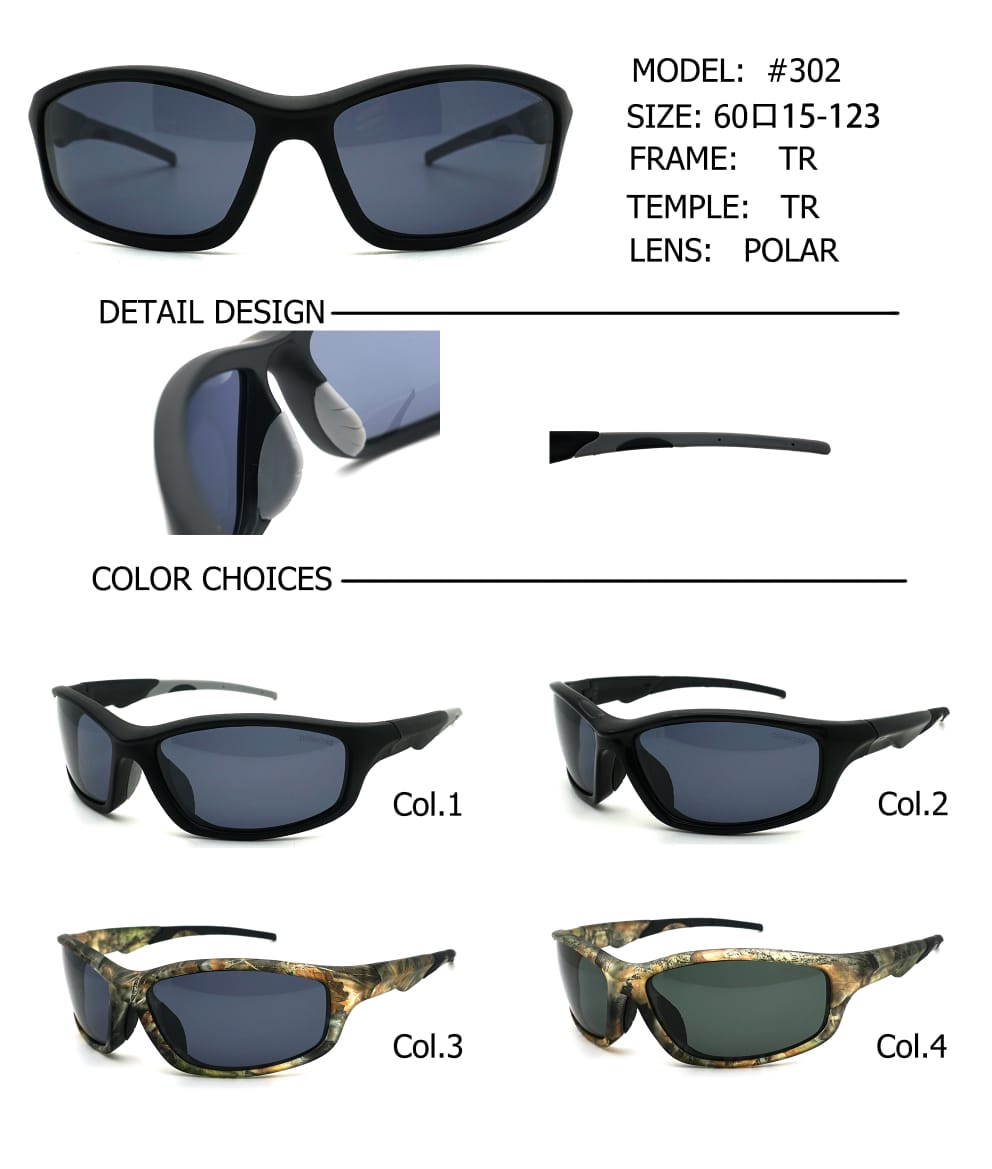 MODEL: #302
SIZE: 60口15-123
FRAME: TR
TEMPLE: TR
LENS: POLAR
DETAIL DESIGN
COLOR CHOICES
Col.1
Col.2
Col.3
Col.4